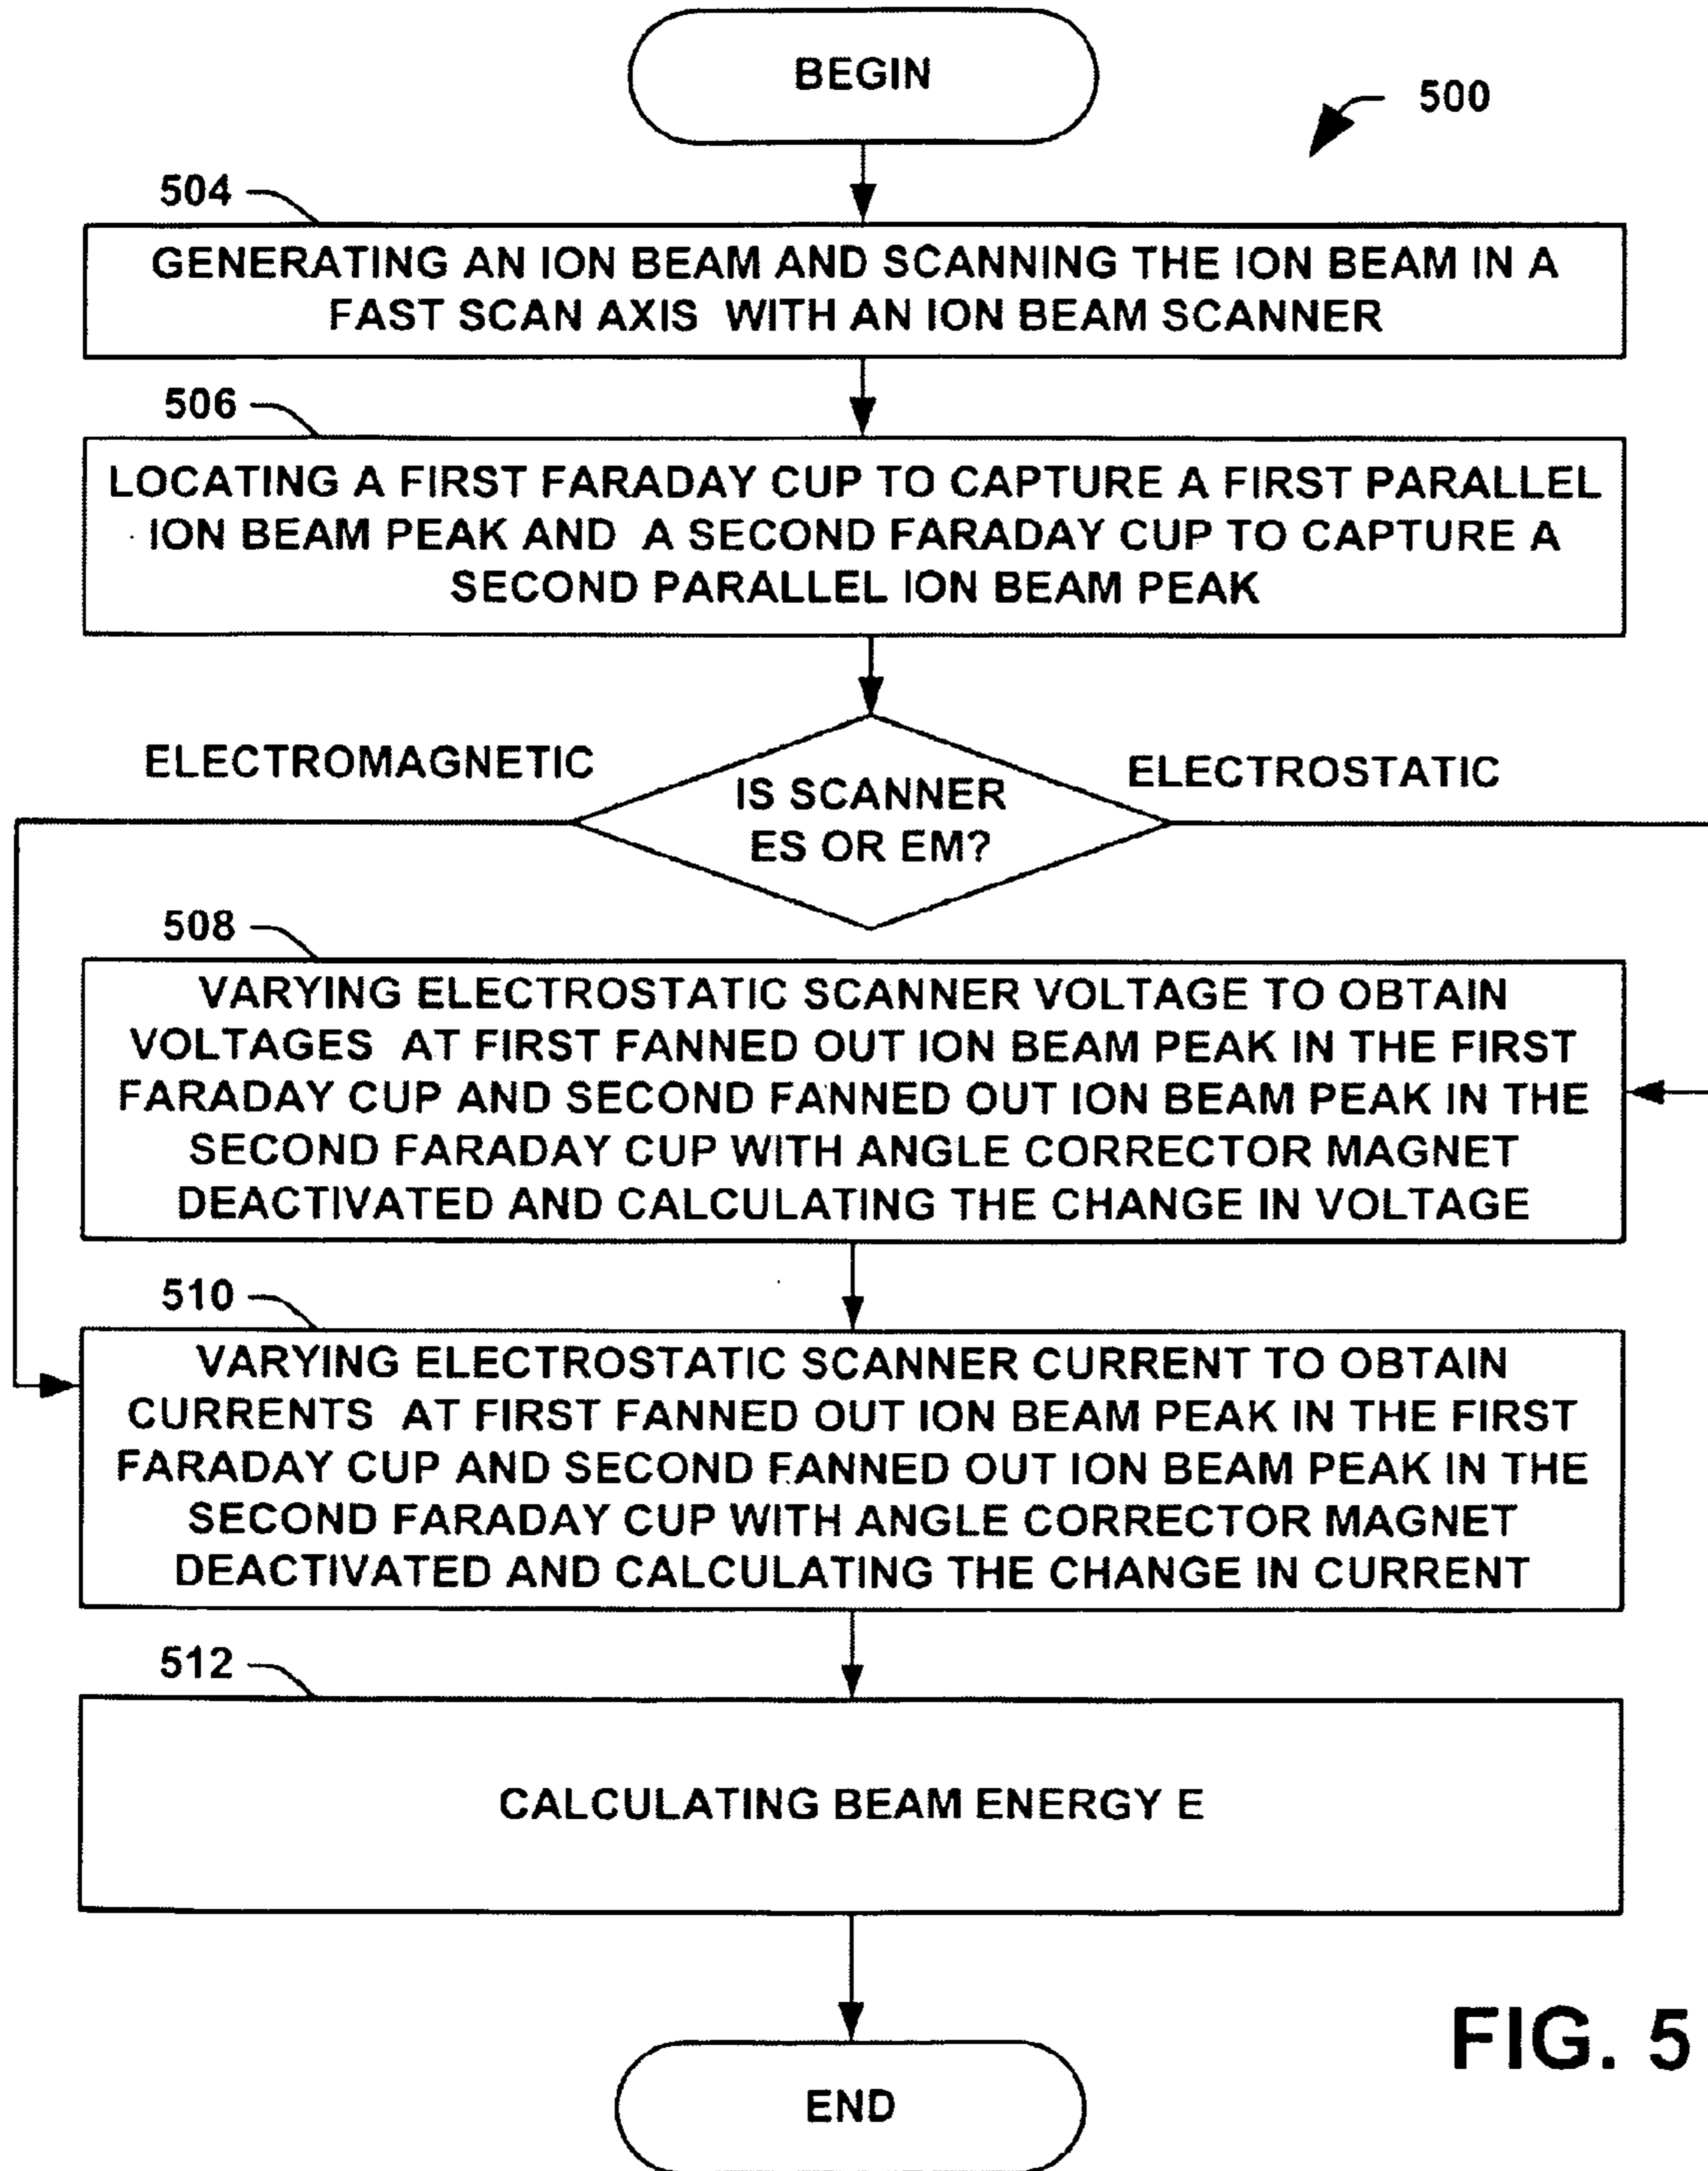 BEGIN
500
504
GENERATING AN ION BEAM AND SCANNING THE ION BEAM IN A
FAST SCAN AXIS WITH AN ION BEAM SCANNER
506
LOCATING A FIRST FARADAY CUP TO CAPTURE A FIRST PARALLEL
ION BEAM PEAK AND A SECOND FARADAY CUP TO CAPTURE A
SECOND PARALLEL ION BEAM PEAK
ELECTROMAGNETIC
IS SCANNER
ES OR EM?
ELECTROSTATIC
508
VARYING ELECTROSTATIC SCANNER VOLTAGE TO OBTAIN
VOLTAGES AT FIRST FANNED OUT ION BEAM PEAK IN THE FIRST
FARADAY CUP AND SECOND FANNED OUT ION BEAM PEAK IN THE
SECOND FARADAY CUP WITH ANGLE CORRECTOR MAGNET
DEACTIVATED AND CALCULATING THE CHANGE IN VOLTAGE
510
VARYING ELECTROSTATIC SCANNER CURRENT TO OBTAIN
CURRENTS AT FIRST FANNED OUT ION BEAM PEAK IN THE FIRST
FARADAY CUP AND SECOND FANNED OUT ION BEAM PEAK IN THE
SECOND FARADAY CUP WITH ANGLE CORRECTOR MAGNET
DEACTIVATED AND CALCULATING THE CHANGE IN CURRENT
512
CALCULATING BEAM ENERGY E
END
FIG. 5